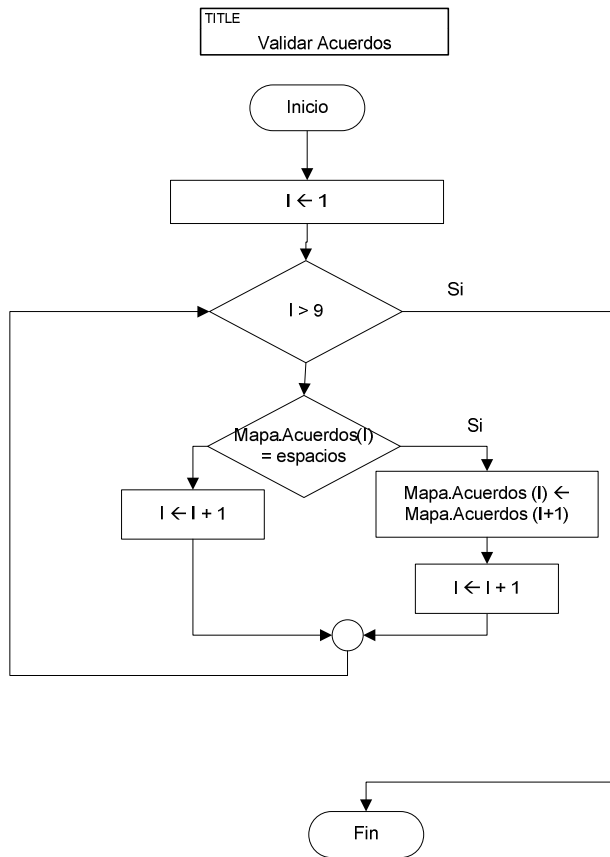 TITLE
Validar Acuerdos
Inicio
I ← 1
Si
I > 9
Mapa.Acuerdos(I)
= espacios
Si
I ← I + 1
Mapa.Acuerdos (I) ←
Mapa.Acuerdos (I+1)
I ← I + 1
Fin